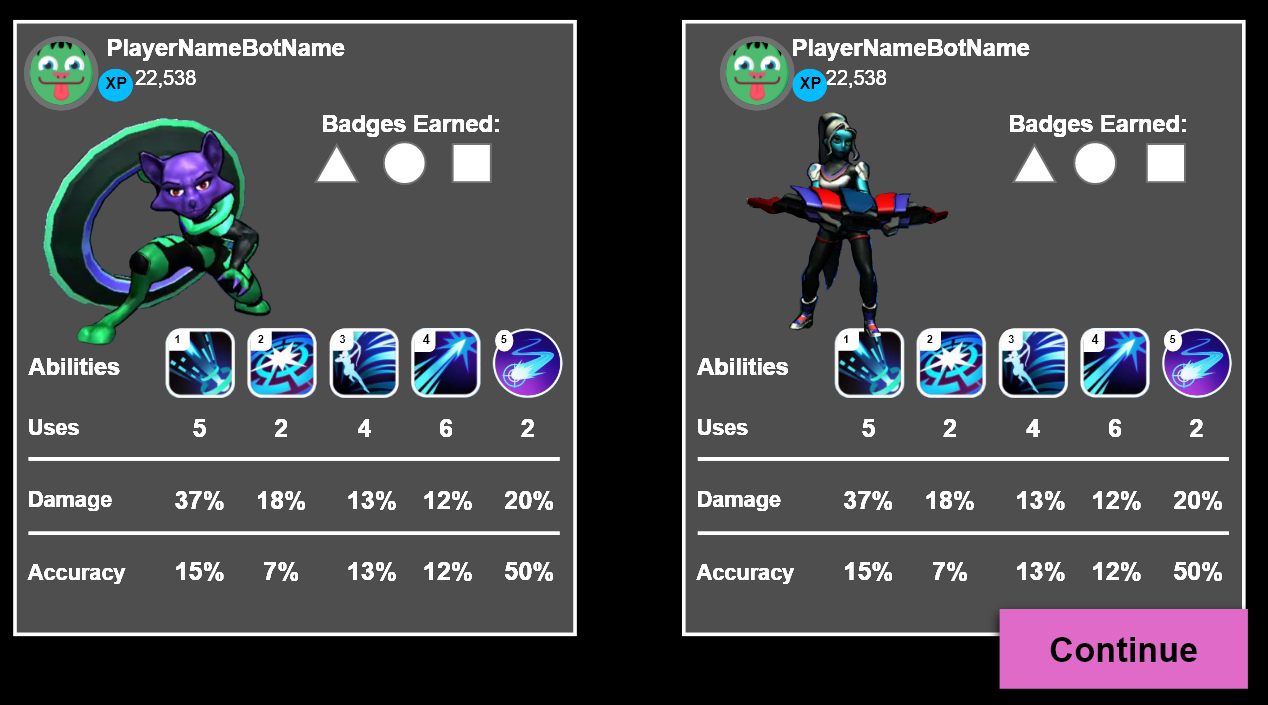 PlayerNameBotName
XP 22,538
Badges Earned:
1 2 3 4 5
Abilities
Uses 5 2 4 6 2
Damage 37% 18% 13% 12% 20%
Accuracy 15% 7% 13% 12% 50%
PlayerNameBotName
XP 22,538
Badges Earned:
1 2 3 4 5
Abilities
Uses 5 2 4 6 2
Damage 37% 18% 13% 12% 20%
Accuracy 15% 7% 13% 12% 50%
Continue